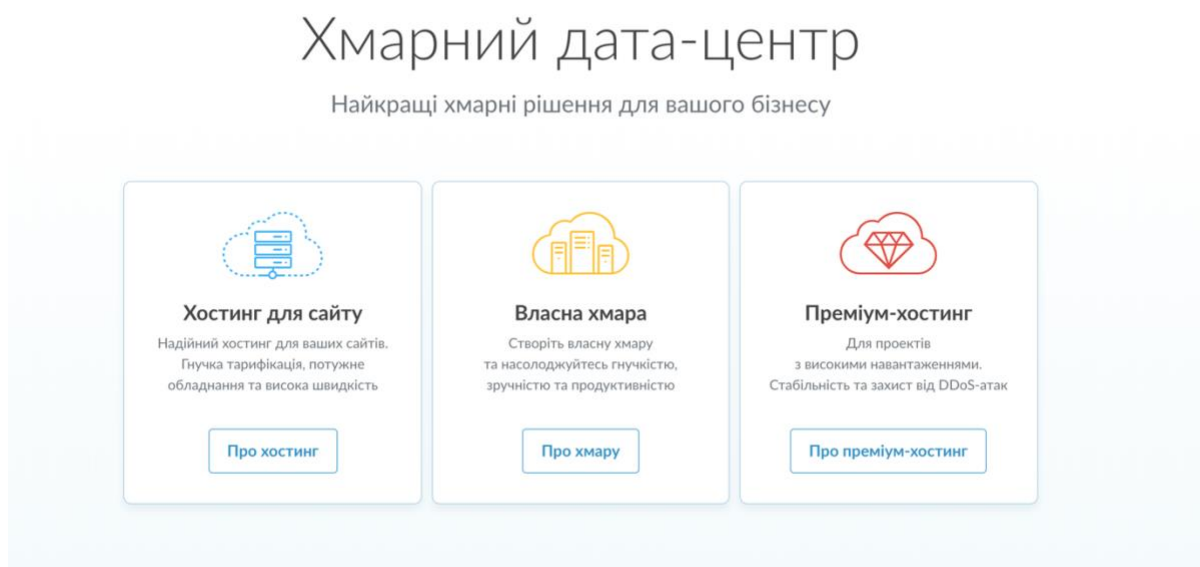 Хмарний дата-центр
Найкращі хмарні рішення для вашого бізнесу
Хостинг для сайту
Надійний хостинг для ваших сайтів.
Гнучка тарифікація, потужне
обладнання та висока швидкість
Про хостинг
Власна хмара
Створіть власну хмару
та насолоджуйтесь гнучкістю,
зручністю та продуктивністю
Про хмару
Преміум-хостинг
Для проектів
з високими навантаженнями.
Стабільність та захист від DDoS-атак
Про преміум-хостинг